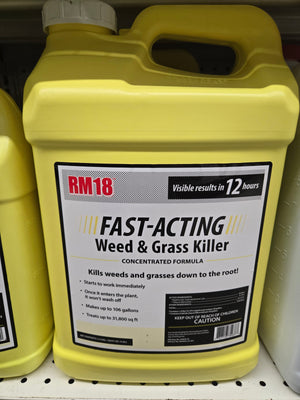 RM18
Visible results in 12 hours
FAST-ACTING
Weed & Grass Killer
CONCENTRATED FORMULA
Kills weeds and grasses down to the root!
• Starts to work immediately
• Once it enters the plant,
it won't wash off
• Makes up to 106 gallons
• Treats up to 31,800 sq ft
KEEP OUT OF REACH OF CHILDREN
CAUTION